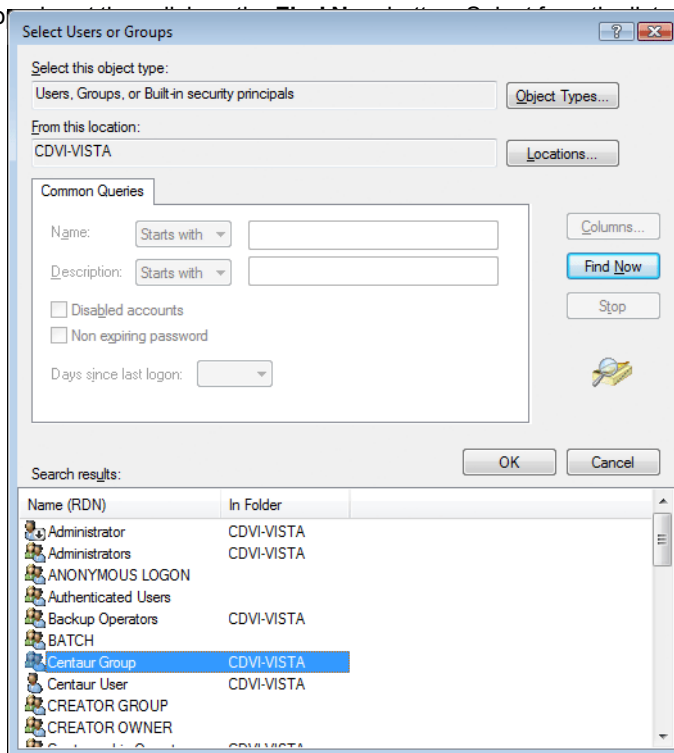 Select Users or Groups
Select this object type:
Users, Groups, or Built-in security principals
Object Types...
From this location:
CDVI-VISTA
Locations...
Common Queries
Name: Starts with
Columns...
Description: Starts with
Find Now
Disabled accounts
Stop
Non expiring password
Days since last logon:
OK Cancel
Search results:
Name (RDN) In Folder
Administrator CDVI-VISTA
Administrators CDVI-VISTA
ANONYMOUS LOGON
Authenticated Users
Backup Operators CDVI-VISTA
BATCH
Centaur Group CDVI-VISTA
Centaur User CDVI-VISTA
CREATOR GROUP
CREATOR OWNER